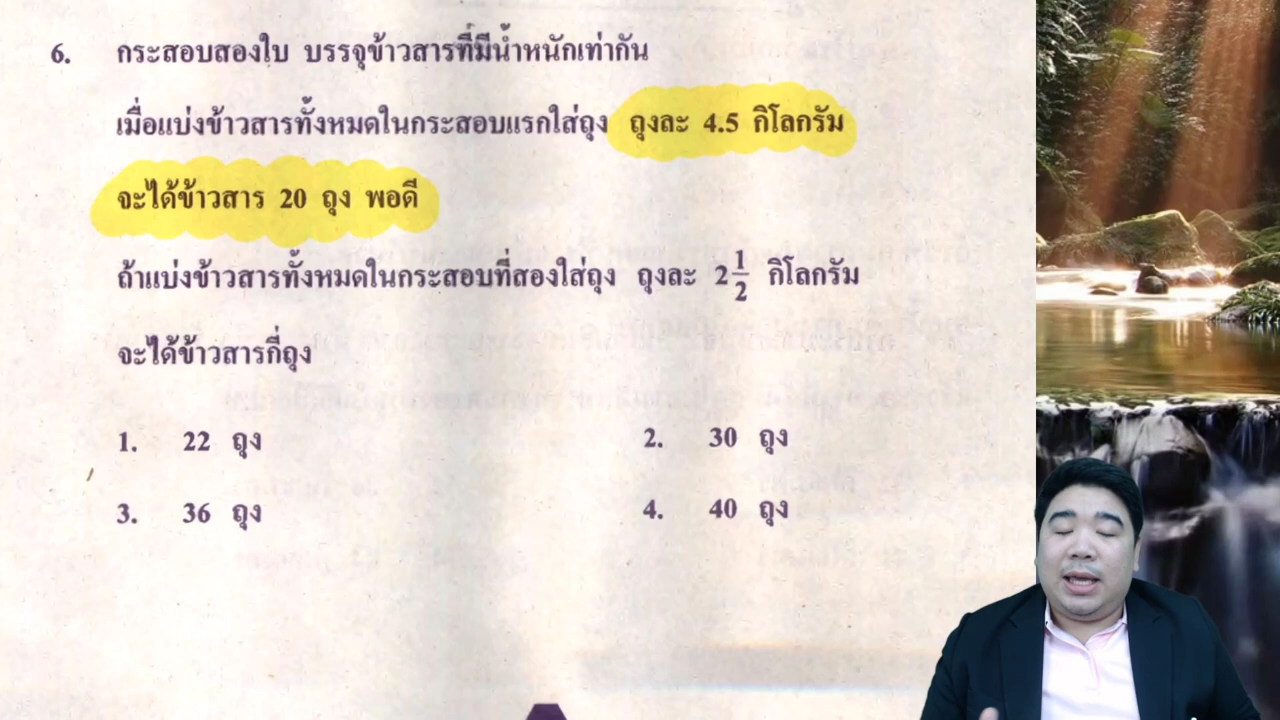 6. กระสอบสองใบ บรรจุข้าวสารที่มีน้ำหนักเท่ากัน
เมื่อแบ่งข้าวสารทั้งหมดในกระสอบแรกใส่ถุง ถุงละ 4.5 กิโลกรัม
จะได้ข้าวสาร 20 ถุง พอดี
ถ้าแบ่งข้าวสารทั้งหมดในกระสอบที่สองใส่ถุง ถุงละ 2 1/2 กิโลกรัม
จะได้ข้าวสารกี่ถุง
1. 22 ถุง 2. 30 ถุง
3. 36 ถุง 4. 40 ถุง